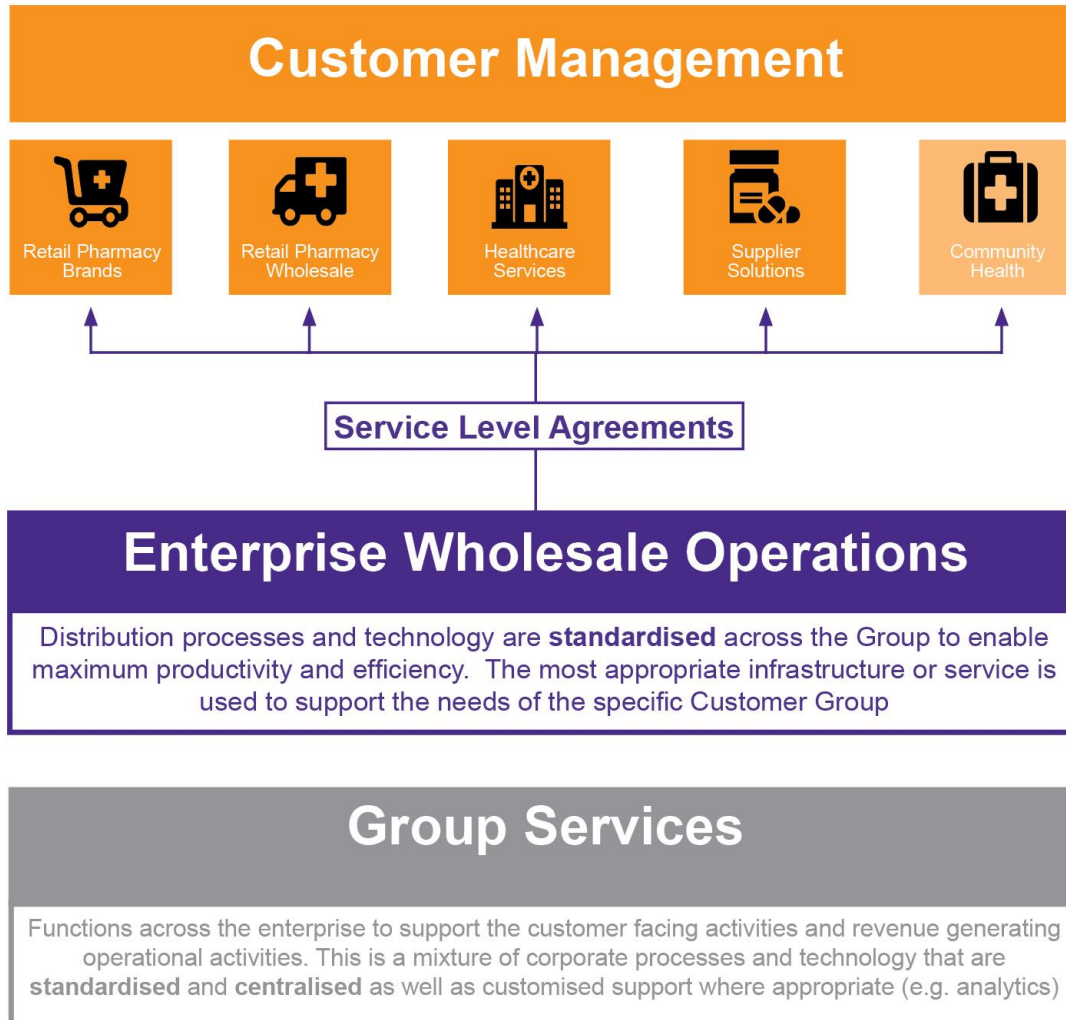 Customer Management
Retail Pharmacy
Brands
Retail Pharmacy
Wholesale
Healthcare
Services
Supplier
Solutions
Community
Health
Service Level Agreements
Enterprise Wholesale Operations
Distribution processes and technology are standardised across the Group to enable
maximum productivity and efficiency.  The most appropriate infrastructure or service is
used to support the needs of the specific Customer Group
Group Services
Functions across the enterprise to support the customer facing activities and revenue generating
operational activities. This is a mixture of corporate processes and technology that are
standardised and centralised as well as customised support where appropriate (e.g. analytics)